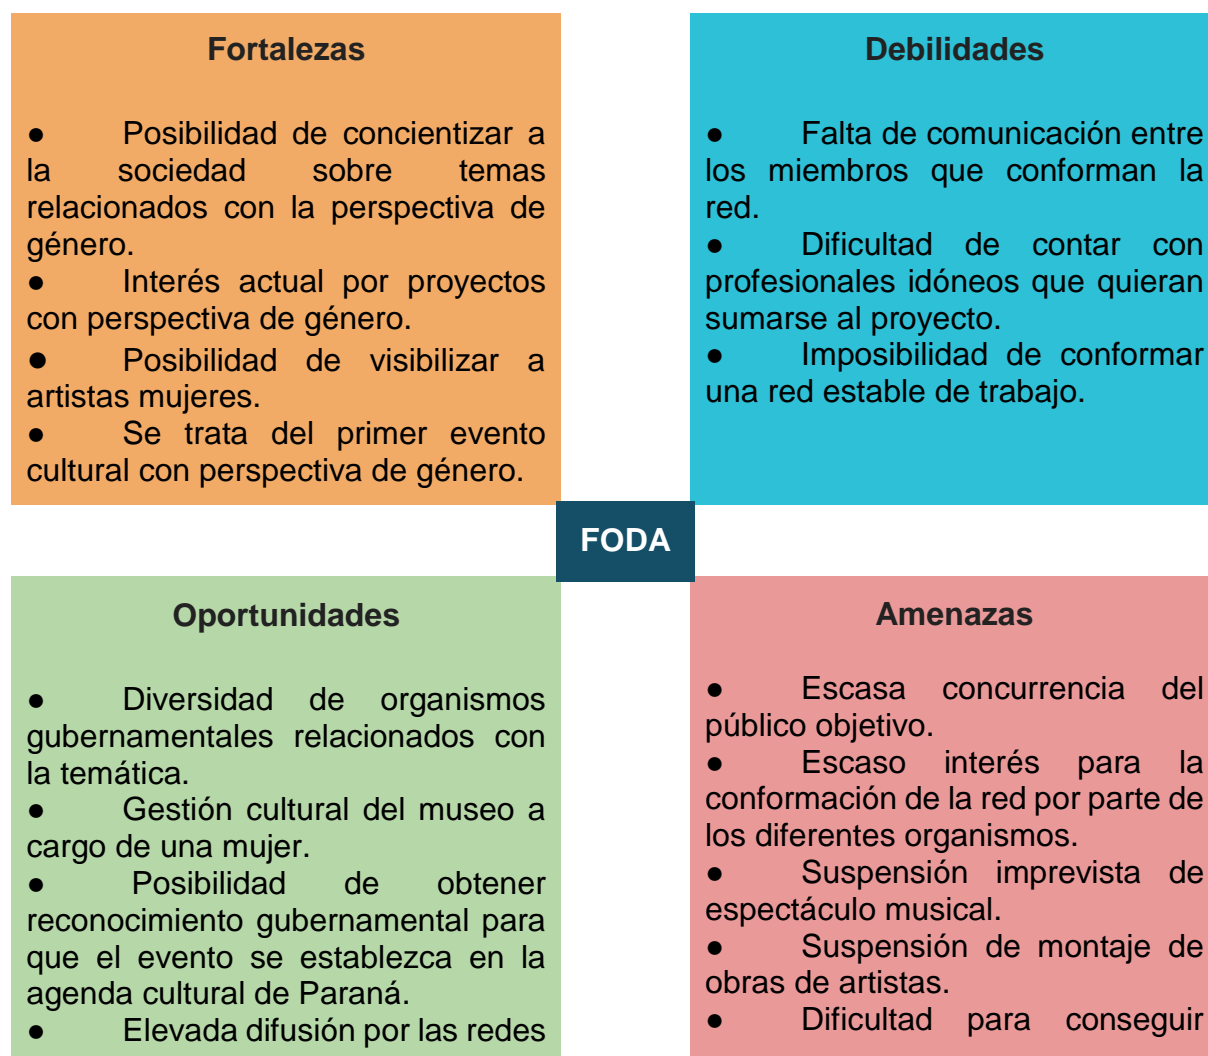 Fortalezas
● Posibilidad de concientizar a
la sociedad sobre temas
relacionados con la perspectiva de
género.
● Interés actual por proyectos
con perspectiva de género.
● Posibilidad de visibilizar a
artistas mujeres.
● Se trata del primer evento
cultural con perspectiva de género.
Debilidades
● Falta de comunicación entre
los miembros que conforman la
red.
● Dificultad de contar con
profesionales idóneos que quieran
sumarse al proyecto.
● Imposibilidad de conformar
una red estable de trabajo.
FODA
Oportunidades
● Diversidad de organismos
gubernamentales relacionados con
la temática.
● Gestión cultural del museo a
cargo de una mujer.
● Posibilidad de obtener
reconocimiento gubernamental para
que el evento se establezca en la
agenda cultural de Paraná.
● Elevada difusión por las redes
Amenazas
● Escasa concurrencia del
público objetivo.
● Escaso interés para la
conformación de la red por parte de
los diferentes organismos.
● Suspensión imprevista de
espectáculo musical.
● Suspensión de montaje de
obras de artistas.
● Dificultad para conseguir